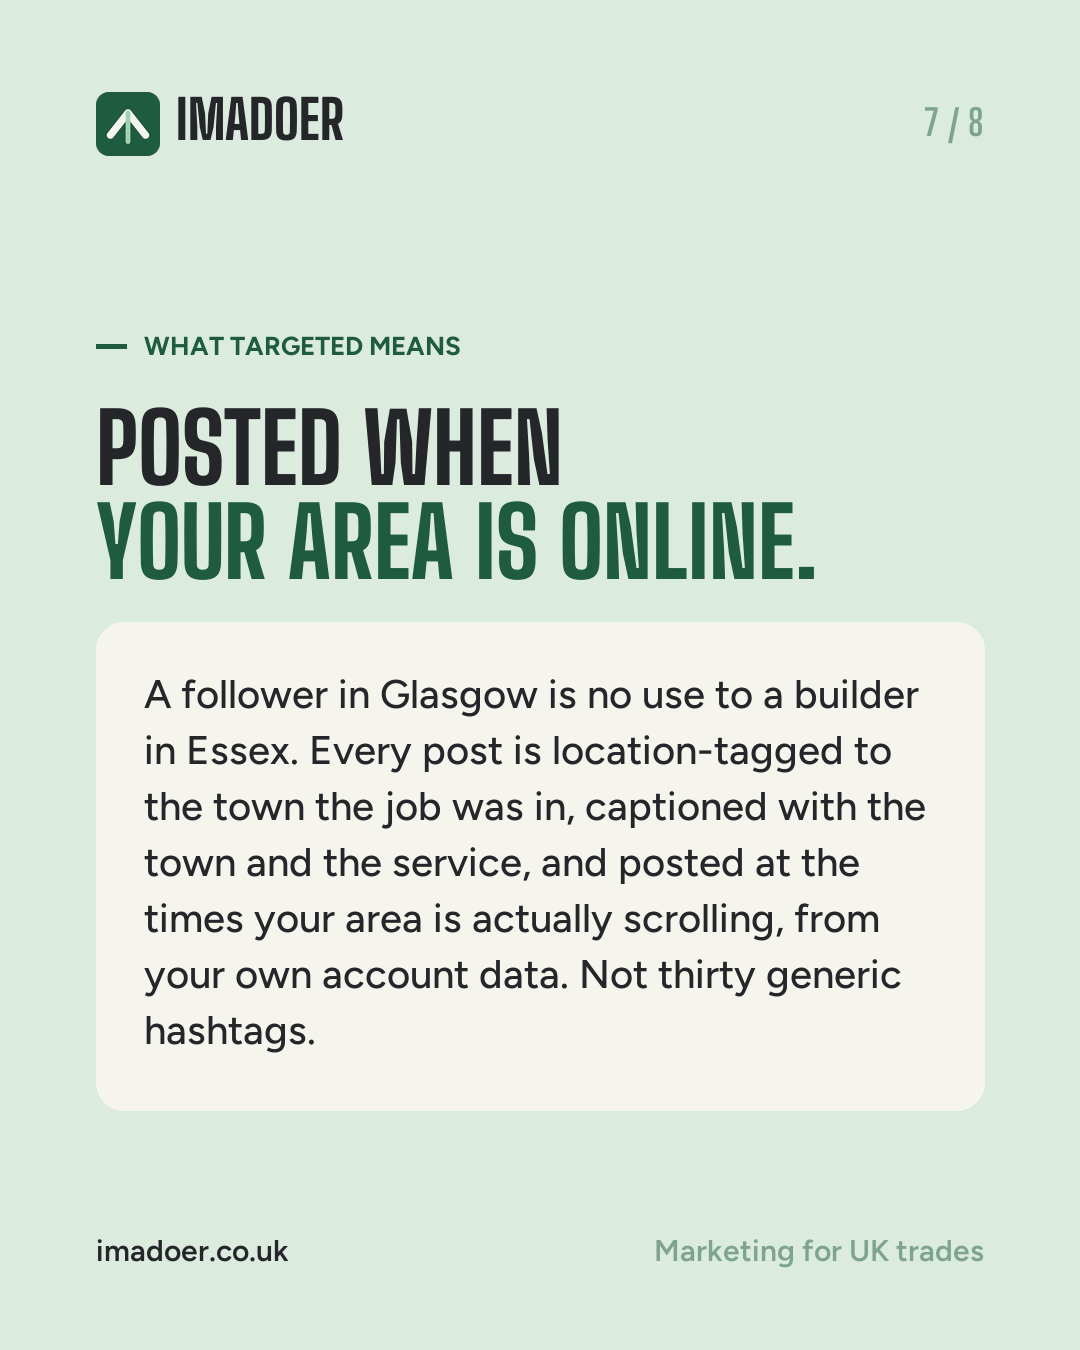 IMADOER
7 / 8
WHAT TARGETED MEANS
POSTED WHEN
YOUR AREA IS ONLINE.
A follower in Glasgow is no use to a builder
in Essex. Every post is location-tagged to
the town the job was in, captioned with the
town and the service, and posted at the
times your area is actually scrolling, from
your own account data. Not thirty generic
hashtags.
imadoer.co.uk
Marketing for UK trades